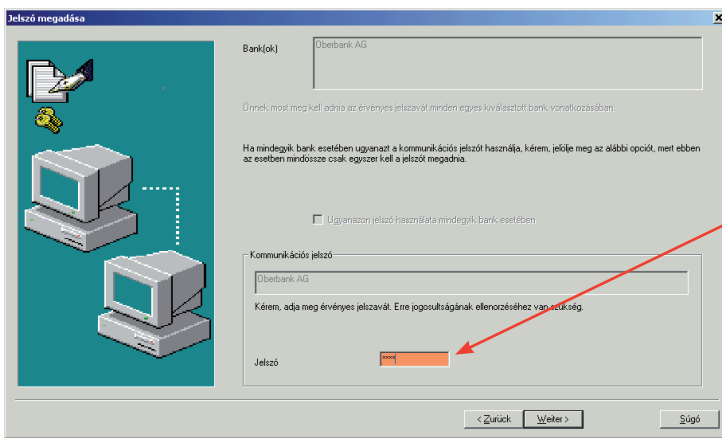 Jelszó megadása
Bank(ok)
Oberbank AG
Önnek most meg kell adnia az érvényes jelszavát minden egyes kiválasztott bank vonatkozásában.
Ha mindegyik bank esetében ugyanazt a kommunikációs jelszót használja, kérem, jelölje meg az alábbi opciót, mert ebben
az esetben mindössze csak egyszer kell a jelszót megadnia.
Ugyanazon jelszó használata mindegyik bank esetében
Kommunikációs jelszó
Oberbank AG
Kérem, adja meg érvényes jelszavát. Erre jogosultságának ellenorzéséhez van szükség.
Jelszó
****
< Zurück
Weiter >
Súgó